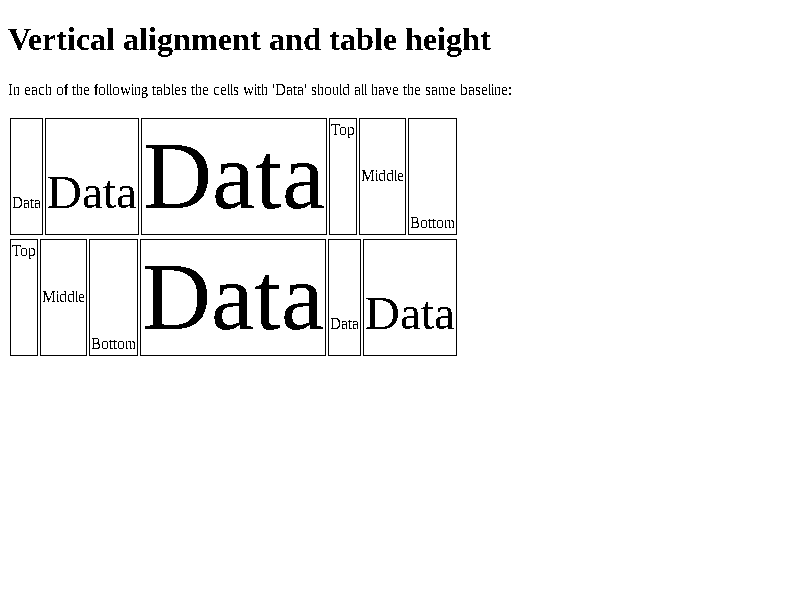 Vertical alignment and table height
In each of the following tables the cells with 'Data' should all have the same baseline:
Data Data Data Top Middle Bottom
Top Middle Bottom Data Data Data